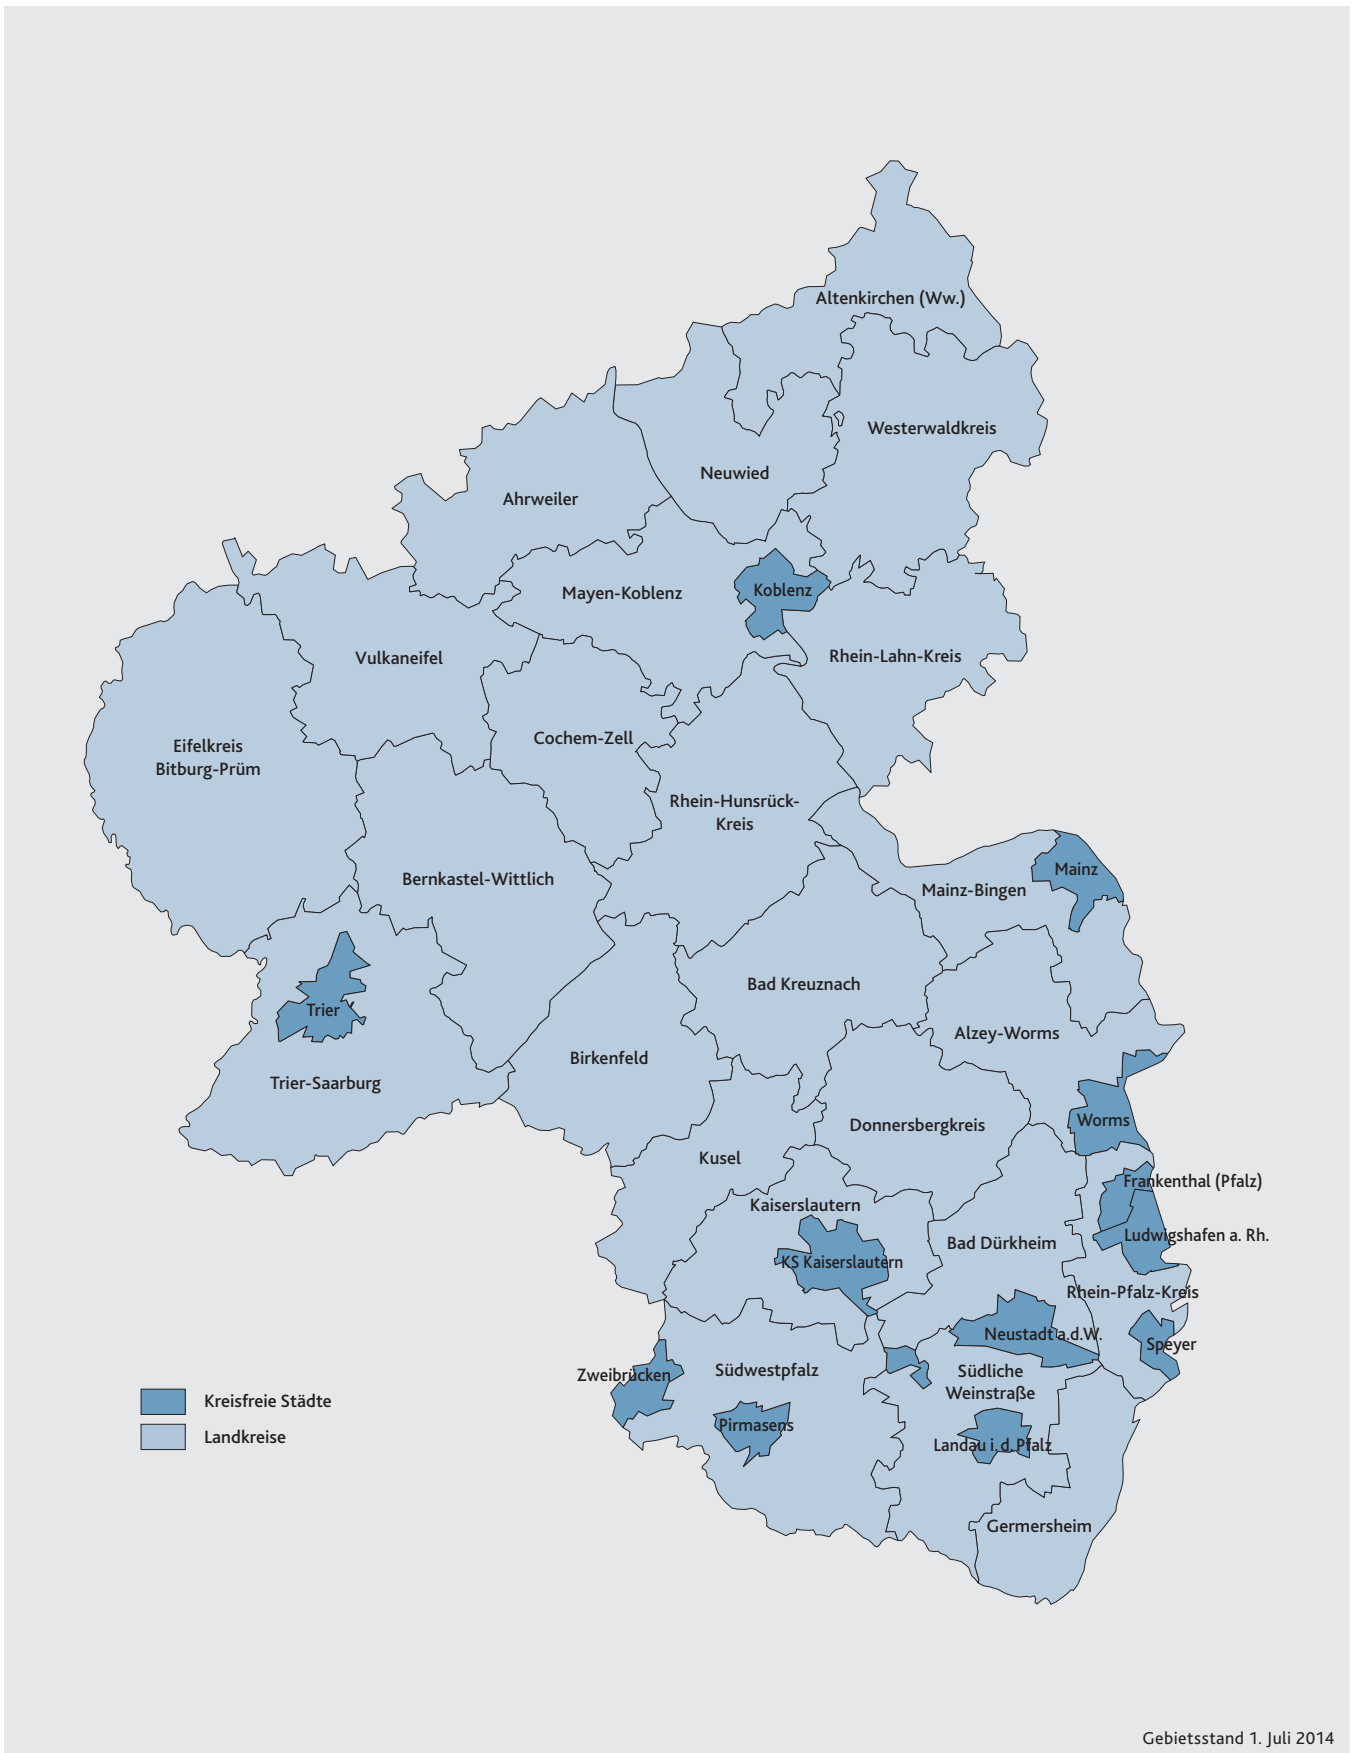 Altenkirchen (Ww.)
Westerwaldkreis
Neuwied
Ahrweiler
Koblenz
Mayen-Koblenz
Rhein-Lahn-Kreis
Vulkaneifel
Cochem-Zell
Eifelkreis
Bitburg-Prüm
Rhein-Hunsrück-
Kreis
Mainz
Bernkastel-Wittlich
Mainz-Bingen
Bad Kreuznach
Trier
Alzey-Worms
Birkenfeld
Trier-Saarburg
Worms
Donnersbergkreis
Kusel
Frankenthal (Pfalz)
Kaiserslautern
Ludwigshafen a. Rh.
Bad Dürkheim
KS Kaiserslautern
Rhein-Pfalz-Kreis
Neustadt a.d.W.
Speyer
Zweibrücken
Südwestpfalz
Südliche
Weinstraße
Kreisfreie Städte
Pirmasens
Landkreise
Landau i. d. Pfalz
Germersheim
Gebietsstand 1. Juli 2014